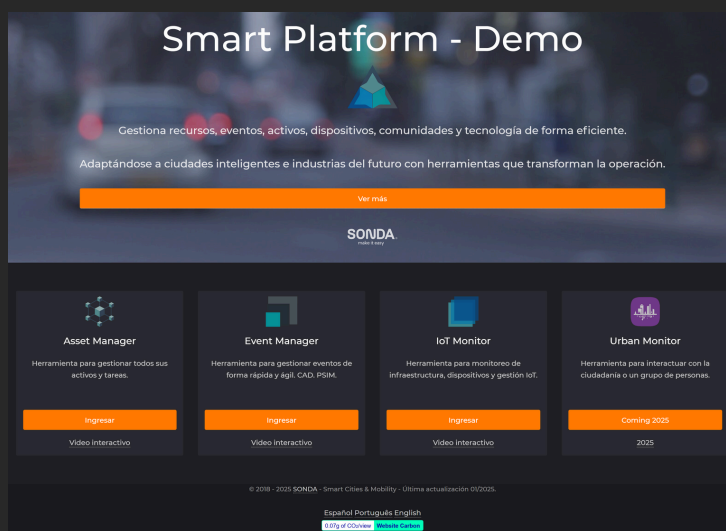 Smart Platform - Demo
Gestiona recursos, eventos, activos, dispositivos, comunidades y tecnología de forma eficiente.
Adaptándose a ciudades inteligentes e industrias del futuro con herramientas que transforman la operación.
Ver más
SONDA.
make it easy
Asset Manager
Herramienta para gestionar todos sus
activos y tareas.
Ingresar
Video interactivo
Event Manager
Herramienta para gestionar eventos de
forma rápida y ágil. CAD. PSIM.
Ingresar
Video interactivo
IoT Monitor
Herramienta para monitoreo de
infraestructura, dispositivos y gestión IoT.
Ingresar
Video interactivo
Urban Monitor
Herramienta para interactuar con la
ciudadanía o un grupo de personas.
Coming 2025
2025
© 2018 - 2025 SONDA - Smart Cities & Mobility - Última actualización 01/2025.
Español Português English
0.07g of CO₂/view Website Carbon